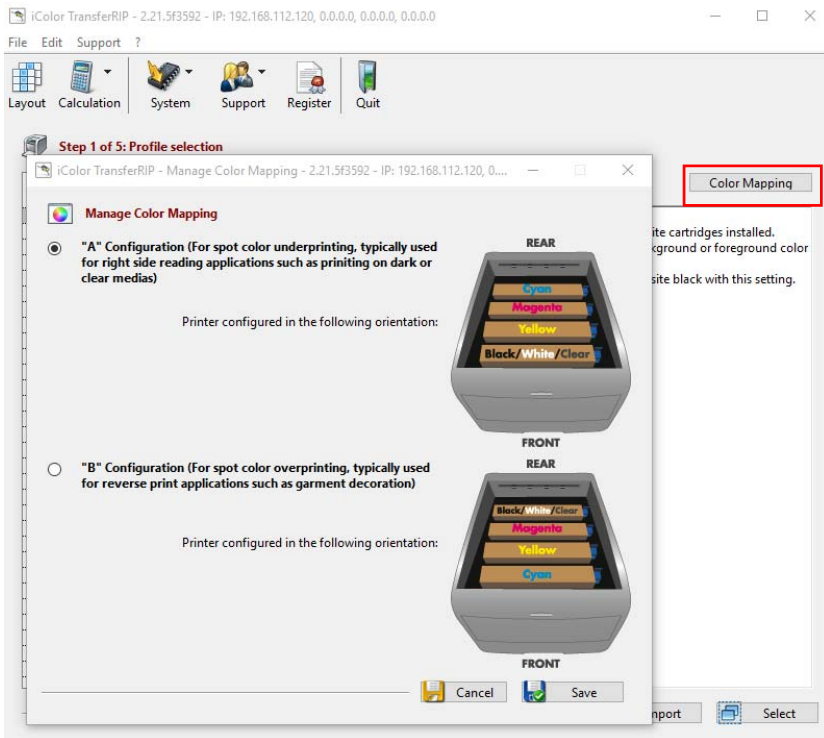 iColor TransferRIP - 2.21.5f3592 - IP: 192.168.112.120, 0.0.0.0, 0.0.0.0, 0.0.0.0
File Edit Support ?
Layout Calculation System Support Register Quit
Step 1 of 5: Profile selection
iColor TransferRIP - Manage Color Mapping - 2.21.5f3592 - IP: 192.168.112.120, 0....
Color Mapping
Manage Color Mapping
"A" Configuration (For spot color underprinting, typically used
for right side reading applications such as priniting on dark or
clear medias)
Printer configured in the following orientation:
REAR
Cyan
Magenta
Yellow
Black/White/Clear
FRONT
ite cartridges installed.
kground or foreground color
site black with this setting.
"B" Configuration (For spot color overprinting, typically used
for reverse print applications such as garment decoration)
Printer configured in the following orientation:
REAR
Black/White/Clear
Magenta
Yellow
Cyan
FRONT
Cancel Save
mport Select